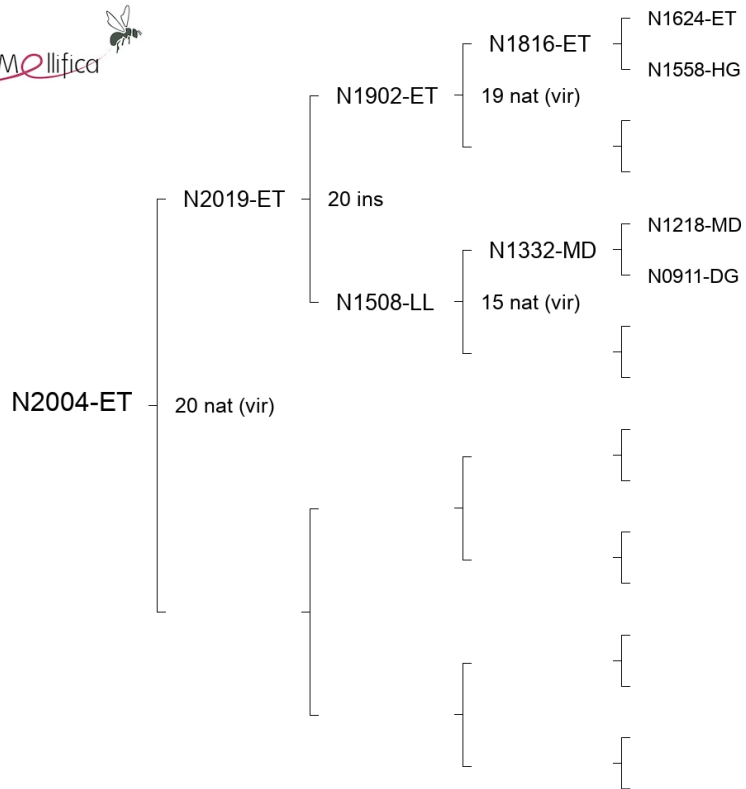 Mellifica
N1624-ET
N1816-ET
N1558-HG
N1902-ET
19 nat (vir)
N2019-ET
20 ins
N1218-MD
N1332-MD
N0911-DG
N1508-LL
15 nat (vir)
N2004-ET
20 nat (vir)